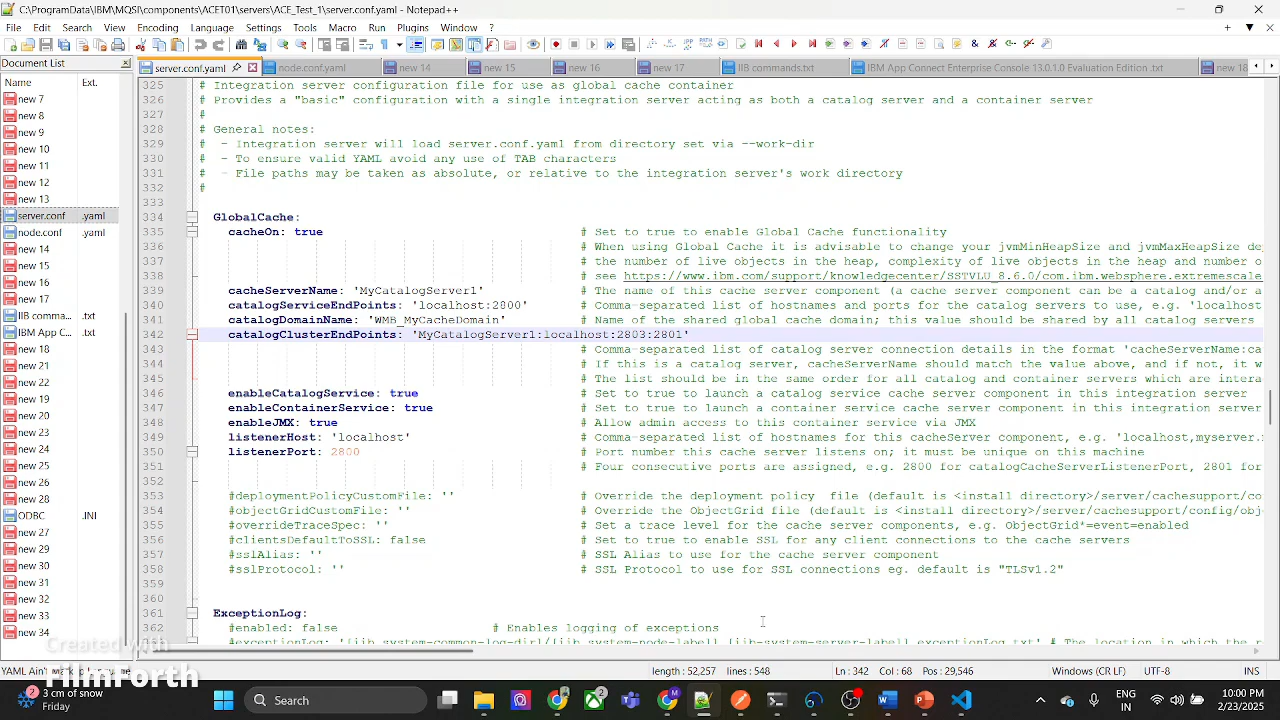 C:\ProgramData\IBM\MQSI\components\ACET01\servers\ACE_Test_1\server.conf.yaml - Notepad++
File Edit Search View Encoding Language Settings Tools Macro Run Plugins Window ?
Document List
server.conf.yaml node.conf.yaml new 14 new 15 new 16 new 17 IIB commands.txt IBM App Connect Enterprise Console 13.0.1.0 Evaluation Edition .txt new 18
Name Ext.
new 7
new 8
new 9
new 10
new 11
new 12
new 13
server.conf .yaml
node.conf .yaml
new 14
new 15
new 16
new 17
IIB comma... .txt
IBM App C... .txt
new 18
new 21
new 22
new 19
new 20
new 23
new 24
new 25
new 26
new 28
ODBC .INI
new 27
new 29
new 30
new 31
new 32
new 33
new 34
325 # Integration server configuration file for use as global cache container
326 # Provides a "basic" configuration with a single integration server acting as both a catalog server and a container server
327 #
328 # General notes:
329 # - Integration server will load server.conf.yaml from directory set via --work-dir
330 # - To ensure valid YAML avoid any use of TAB characters
331 # - File paths may be taken as absolute, or relative to the integration server's work directory
332 #
333
334 GlobalCache:
335 cacheOn: true # Set to true to enable Global Cache functionality
336 # When using Global Cache it is advisable to change your jvmMinHeapSize and jvmMaxHeapSize de
337 # the number of live objects in the heap, complexity of live objects in the heap and number o
338 # see https://www.ibm.com/support/knowledgecenter/SSTVLU_8.6.0/com.ibm.websphere.extremescale
339 cacheServerName: 'MyCatalogServer1' # The name of this cache server component (a cache server component can be a catalog and/or a
340 catalogServiceEndPoints: 'localhost:2800' # Comma-separated list of hostnames and ports for the catalog servers to use, e.g. 'localhost
341 catalogDomainName: 'WMB_MyCacheDomain' # Name of the shared global cache domain; this value should be shared by all catalog servers
342 catalogClusterEndPoints: 'MyCatalogServer1:localhost:2803:2801'
343 # Comma-separated list of catalog server connection details in the format 'cacheServerName:ca
344 # If this is a catalog server, cacheServerName should match the value above, and if not, it w
345 # The list should be in the same order for all catalog and container servers which are intera
346 enableCatalogService: true # Set to true to launch a catalog service cache server component in this integration server
347 enableContainerService: true # Set to true to launch a container service cache server component in this integration server
348 enableJMX: true # Allow admin access to this container service via JMX
349 listenerHost: 'localhost' # Comma-separated list of hostnames for this cacheServer component, e.g. 'localhost,myserver.
350 listenerPort: 2800 # Port number this cache server listens on; it must be unique on this machine
351 # Four consecutive ports are assigned, e.g. 2800 for catalogCacheServerListenerPort, 2801 for
352
353 #deploymentPolicyCustomFile: '' # Override the deployment policy file (default is <install directory>/server/cachesupport/co
354 #objectGridCustomFile: '' # Override the ObjectGrid file (default is <install directory>/server/cachesupport/config/obj
355 #overrideTraceSpec: '' # Set a trace level for the cache server components, e.g. ObjectGrid*=event=enabled
356 #clientsDefaultToSSL: false # Set to true to enable SSL for any client connections to the cache servers
357 #sslAlias: '' # SSL Alias to use for the cache server component
358 #sslProtocol: '' # SSL Protocol to use for SSL connections eg. default is "TLSv1.2"
359
360
361 ExceptionLog:
362 #enabled: false # Enables logging of exceptions
Created with
FilmForth
length : 52,257 lines : 548 Ln : 342 Col : 68 Pos : 29,546 Windows (CR LF) UTF-8
3 cm of snow
Friday
Search
ENG
IN
10:00 PM
2/23/2025